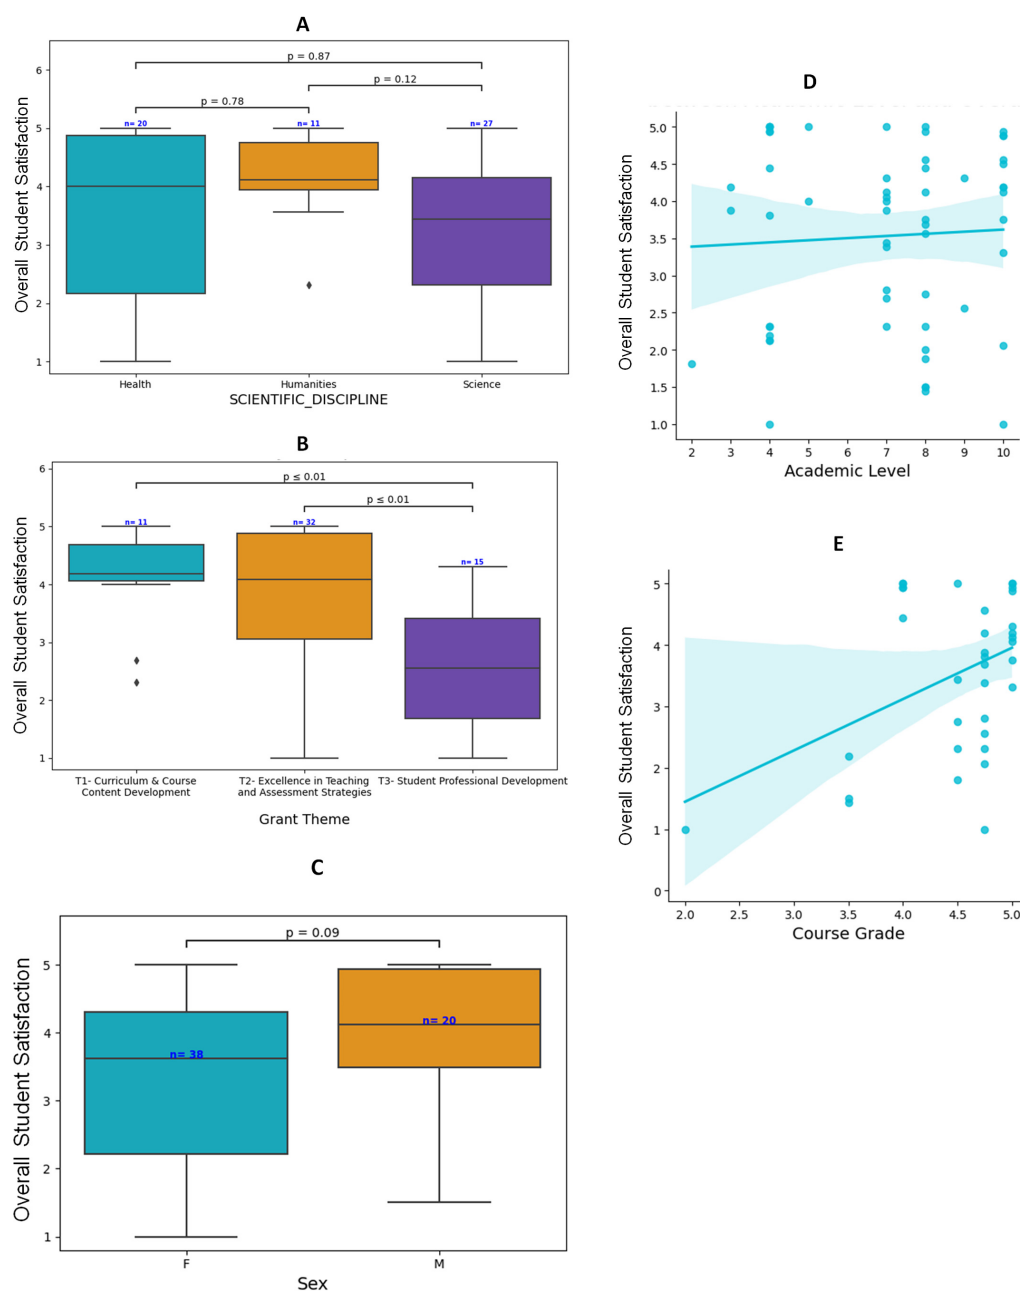 A
Overall Student Satisfaction
6
5
4
3
2
1
p = 0.87
p = 0.12
p = 0.78
n= 20
n= 11
n= 27
Health
Humanities
Science
SCIENTIFIC_DISCIPLINE
B
Overall Student Satisfaction
6
5
4
3
2
1
p ≤ 0.01
p ≤ 0.01
n= 11
n= 32
n= 15
T1- Curriculum & Course
Content Development
T2- Excellence in Teaching
and Assessment Strategies
T3- Student Professional Development
Grant Theme
C
Overall Student Satisfaction
5
4
3
2
1
p = 0.09
n= 38
n= 20
F
M
Sex
D
Overall Student Satisfaction
5.0
4.5
4.0
3.5
3.0
2.5
2.0
1.5
1.0
2
3
4
5
6
7
8
9
10
Academic Level
E
Overall Student Satisfaction
5
4
3
2
1
0
2.0
2.5
3.0
3.5
4.0
4.5
5.0
Course Grade